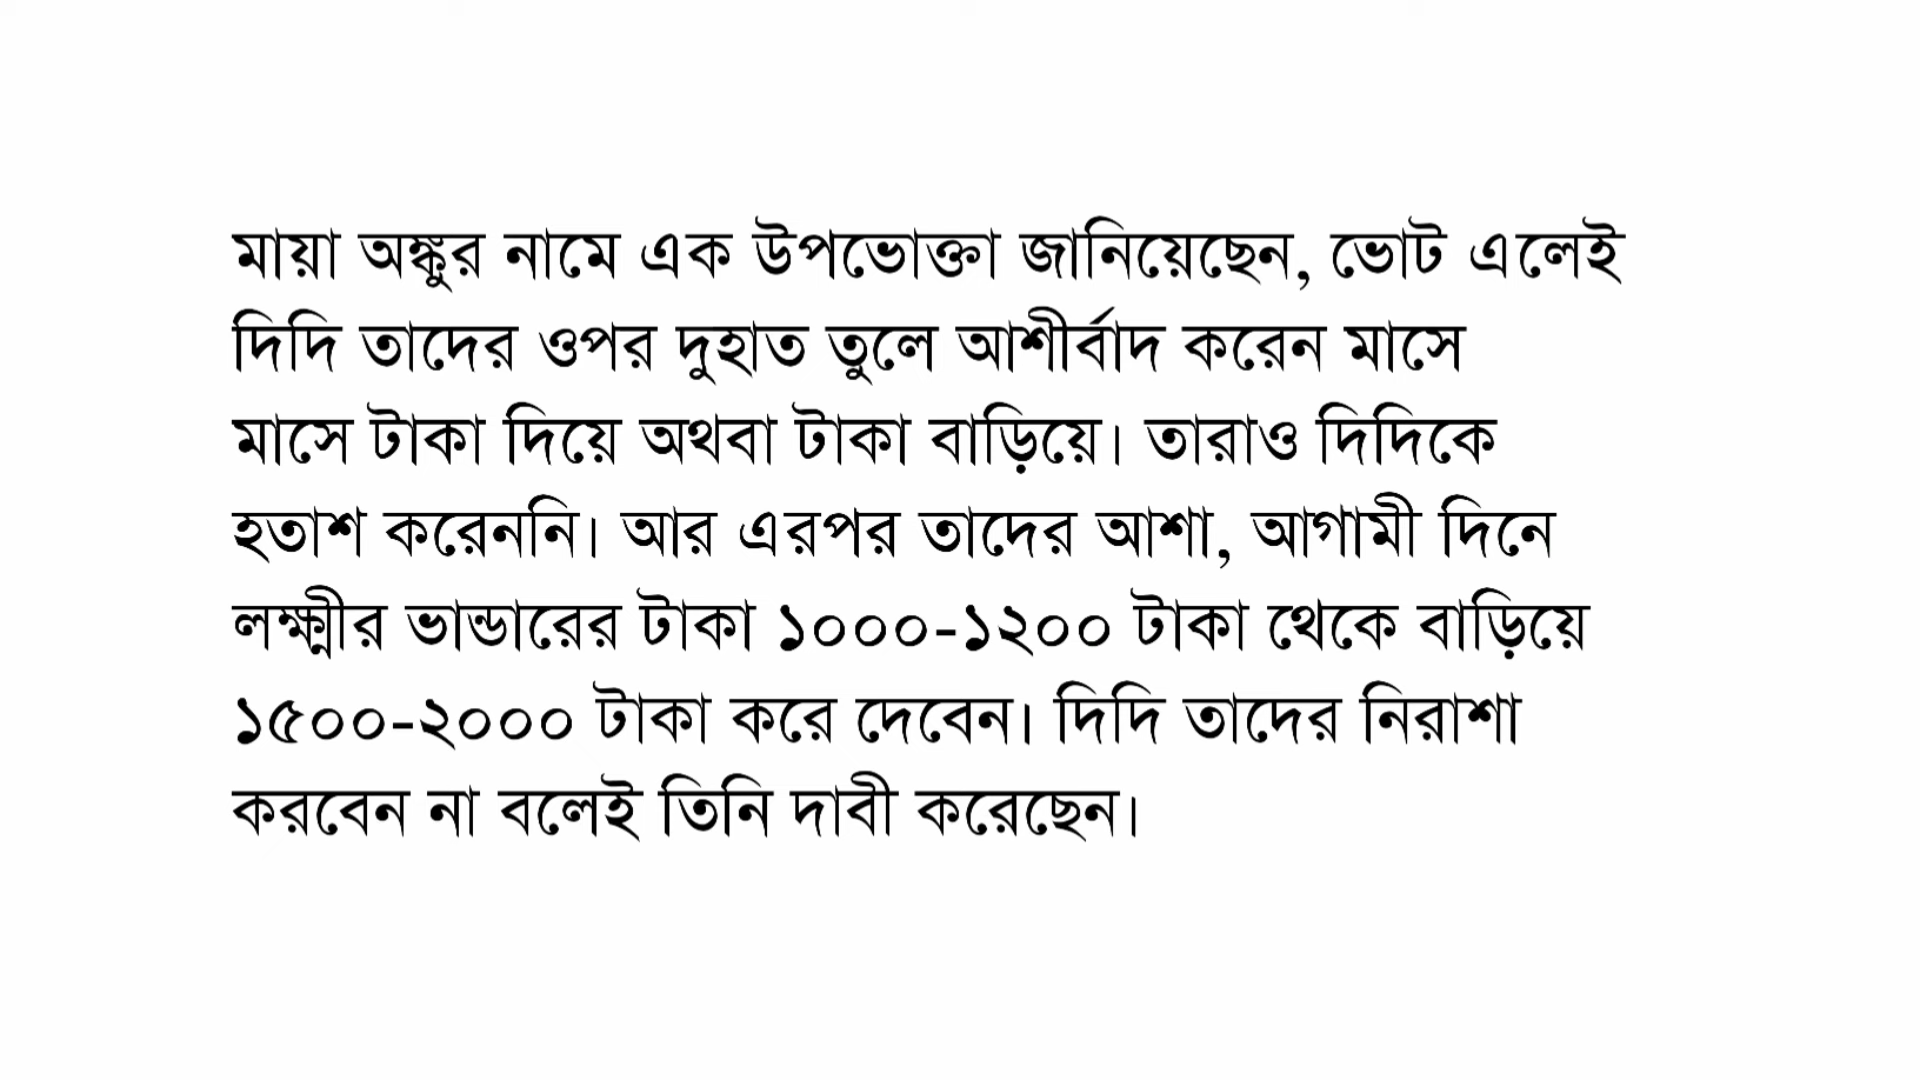 মায়া অঙ্কুর নামে এক উপভোক্তা জানিয়েছেন, ভোট এলেই
দিদি তাদের ওপর দুহাত তুলে আশীর্বাদ করেন মাসে
মাসে টাকা দিয়ে অথবা টাকা বাড়িয়ে। তারাও দিদিকে
হতাশ করেননি। আর এরপর তাদের আশা, আগামী দিনে
লক্ষ্মীর ভান্ডারের টাকা ১০০০-১২০০ টাকা থেকে বাড়িয়ে
১৫০০-২০০০ টাকা করে দেবেন। দিদি তাদের নিরাশা
করবেন না বলেই তিনি দাবী করেছেন।